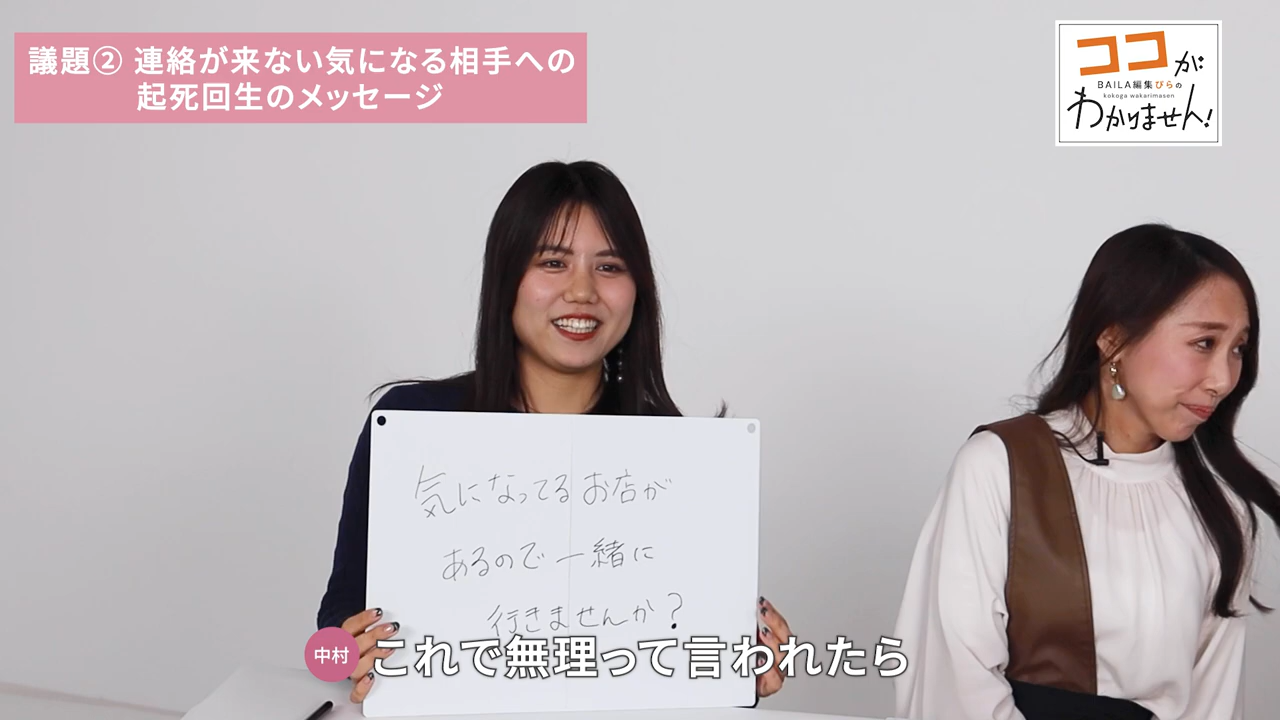 議題② 連絡が来ない気になる相手への
起死回生のメッセージ
ココが
BAILA編集ぴらの
kokoga wakarimasen
わかりません!
気になってるお店が
あるので一緒に
行きませんか?
中村 これで無理って言われたら